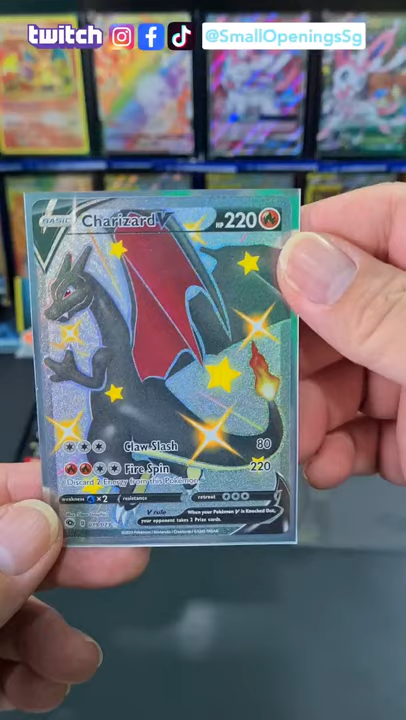 twitch @SmallOpeningsSg
BASIC Charizard V HP 220
Claw Slash 80
Fire Spin 220
Discard 2 Energy from this Pokémon.
weakness ×2 resistance retreat
V rule When your Pokémon V is Knocked Out,
your opponent takes 2 Prize cards.